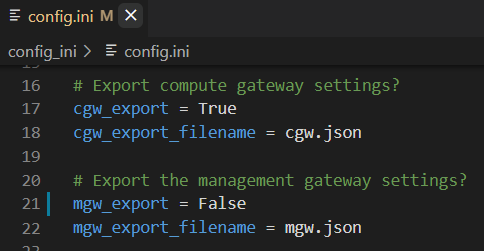 config.ini M
config_ini > config.ini
16 # Export compute gateway settings?
17 cgw_export = True
18 cgw_export_filename = cgw.json
19
20 # Export the management gateway settings?
21 mgw_export = False
22 mgw_export_filename = mgw.json